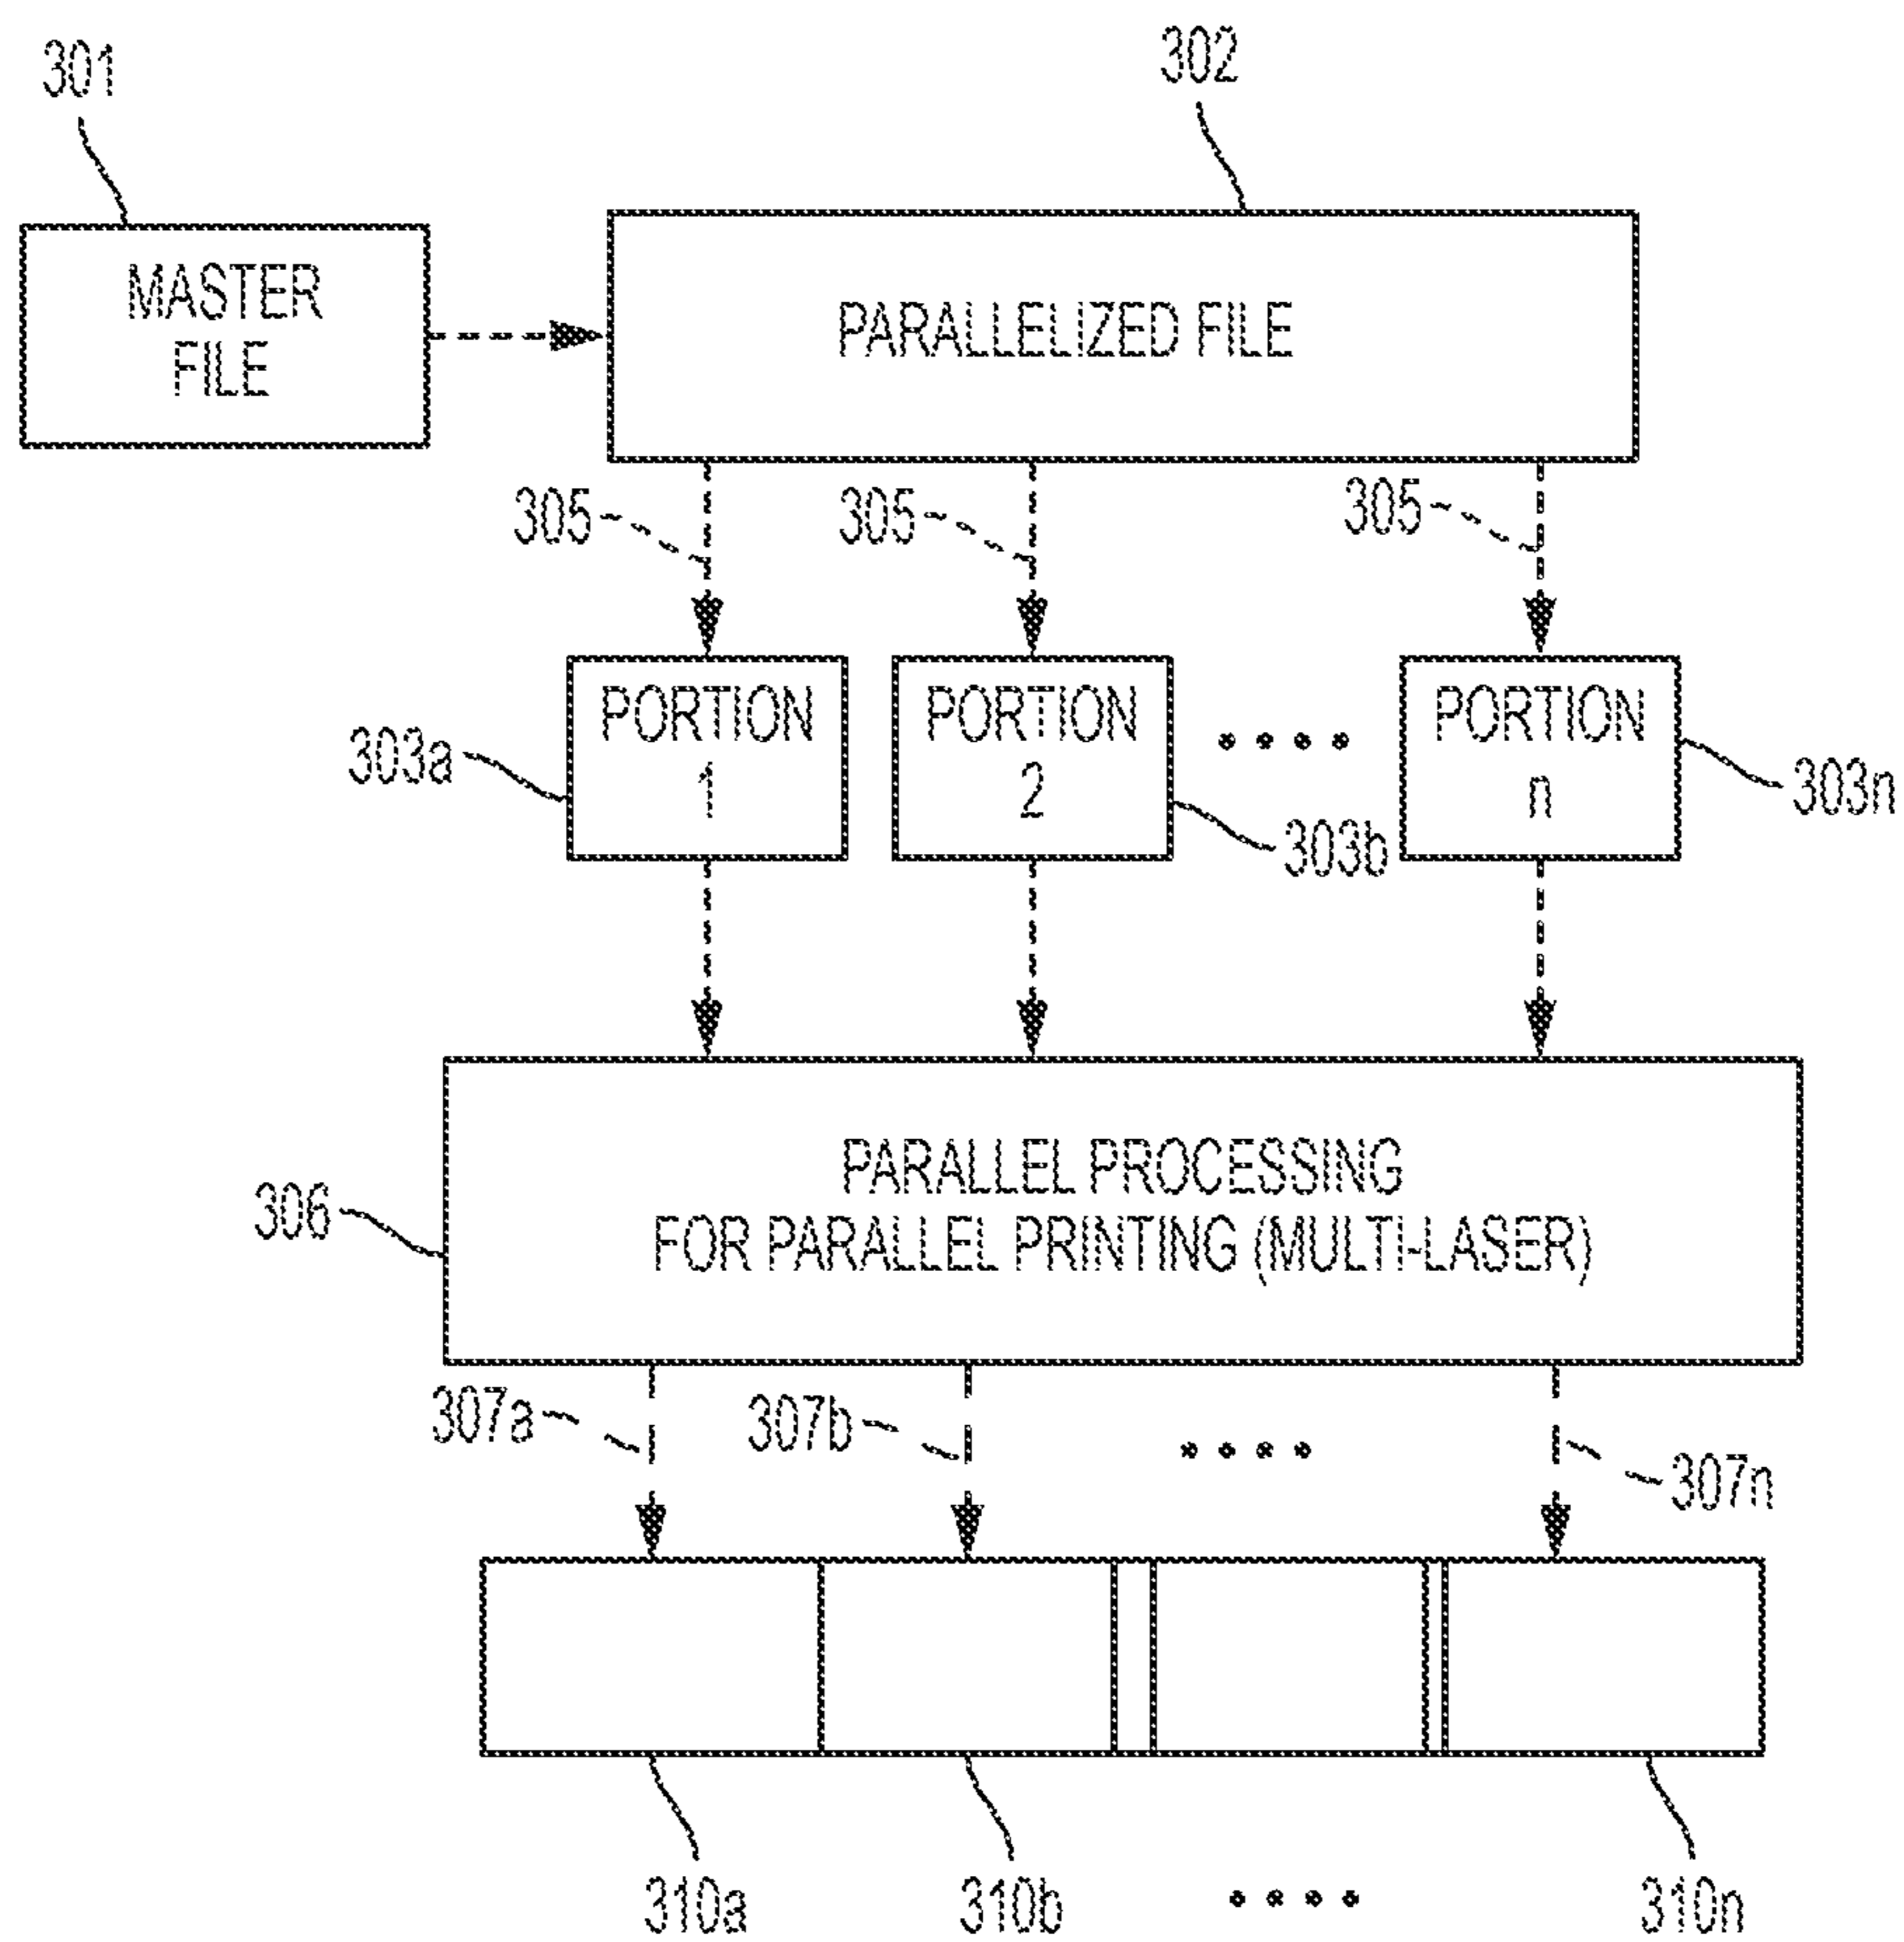 301
302
MASTER
FILE
PARALLELIZED FILE
305
305
305
PORTION
1
PORTION
2
PORTION
n
303a
303b
303n
PARALLEL PROCESSING
FOR PARALLEL PRINTING (MULTI-LASER)
306
307a
307b
307n
310a
310b
310n